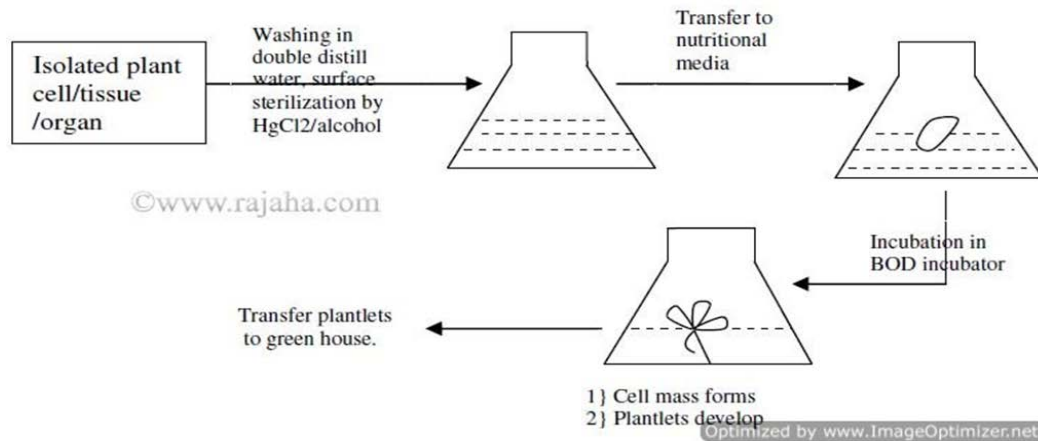 Isolated plant
cell/tissue
/organ
Washing in
double distill
water, surface
sterilization by
HgCl2/alcohol
Transfer to
nutritional
media
©www.rajaha.com
Incubation in
BOD incubator
Transfer plantlets
to green house.
1} Cell mass forms
2} Plantlets develop
Optimized by www.ImageOptimizer.net